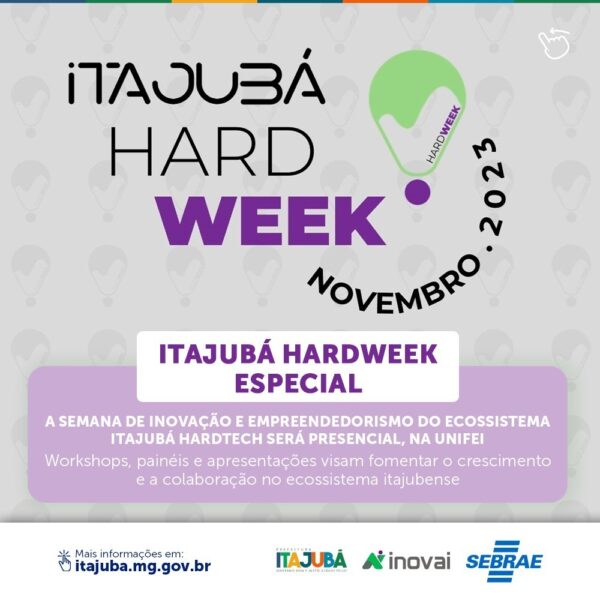 ITAJUBÁ
HARD
WEEK
HARDWEEK
NOVEMBRO · 2023
ITAJUBÁ HARDWEEK
ESPECIAL
A SEMANA DE INOVAÇÃO E EMPREENDEDORISMO DO ECOSSISTEMA
ITAJUBÁ HARDTECH SERÁ PRESENCIAL, NA UNIFEI
Workshops, painéis e apresentações visam fomentar o crescimento
e a colaboração no ecossistema itajubense
Mais informações em:
itajuba.mg.gov.br
PREFEITURA
ITAJUBÁ
inovai
SEBRAE